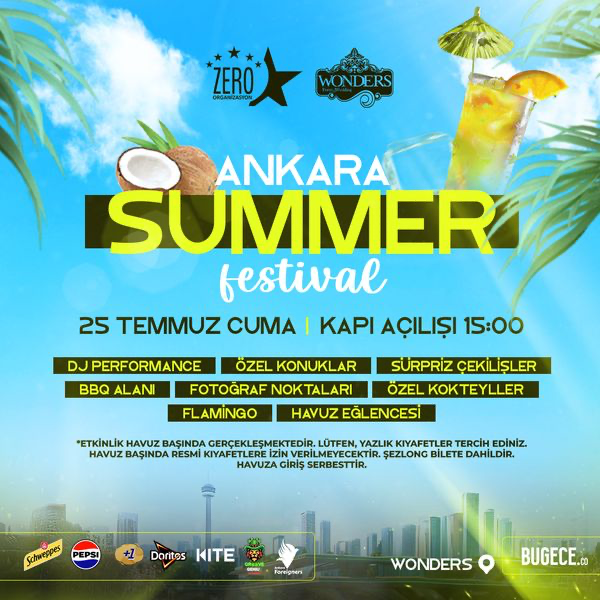 ZERO
ORGANIZASYON
WONDERS
ANKARA
SUMMER
festival
25 TEMMUZ CUMA | KAPI AÇILIŞI 15:00
DJ PERFORMANCE ÖZEL KONUKLAR SÜRPRİZ ÇEKİLİŞLER
BBQ ALANI FOTOĞRAF NOKTALARI ÖZEL KOKTEYLLER
FLAMİNGO HAVUZ EĞLENCESİ
*ETKİNLİK HAVUZ BAŞINDA GERÇEKLEŞMEKTEDİR. LÜTFEN, YAZLIK KIYAFETLER TERCİH EDİNİZ.
HAVUZ BAŞINDA RESMİ KIYAFETLERE İZİN VERİLMEYECEKTİR. ŞEZLONG BİLETE DAHİLDİR.
HAVUZA GİRİŞ SERBESTTİR.
Schweppes PEPSI +1 Doritos KITE Foreigners WONDERS BUGECE.CO